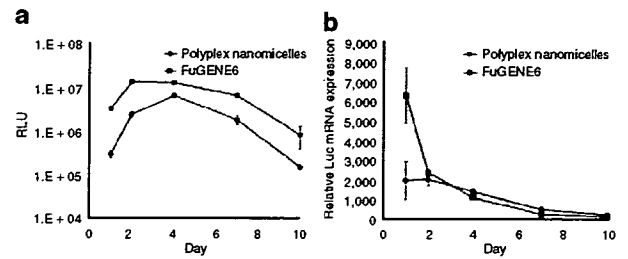 a
1.E + 08
1.E + 07
1.E + 06
1.E + 05
1.E + 04
RLU
Polyplex nanomicelles
FuGENE6
0 2 4 6 8 10
Day
b
9,000
8,000
7,000
6,000
5,000
4,000
3,000
2,000
1,000
0
Relative Luc mRNA expression
Polyplex nanomicelles
FuGENE6
0 2 4 6 8 10
Day